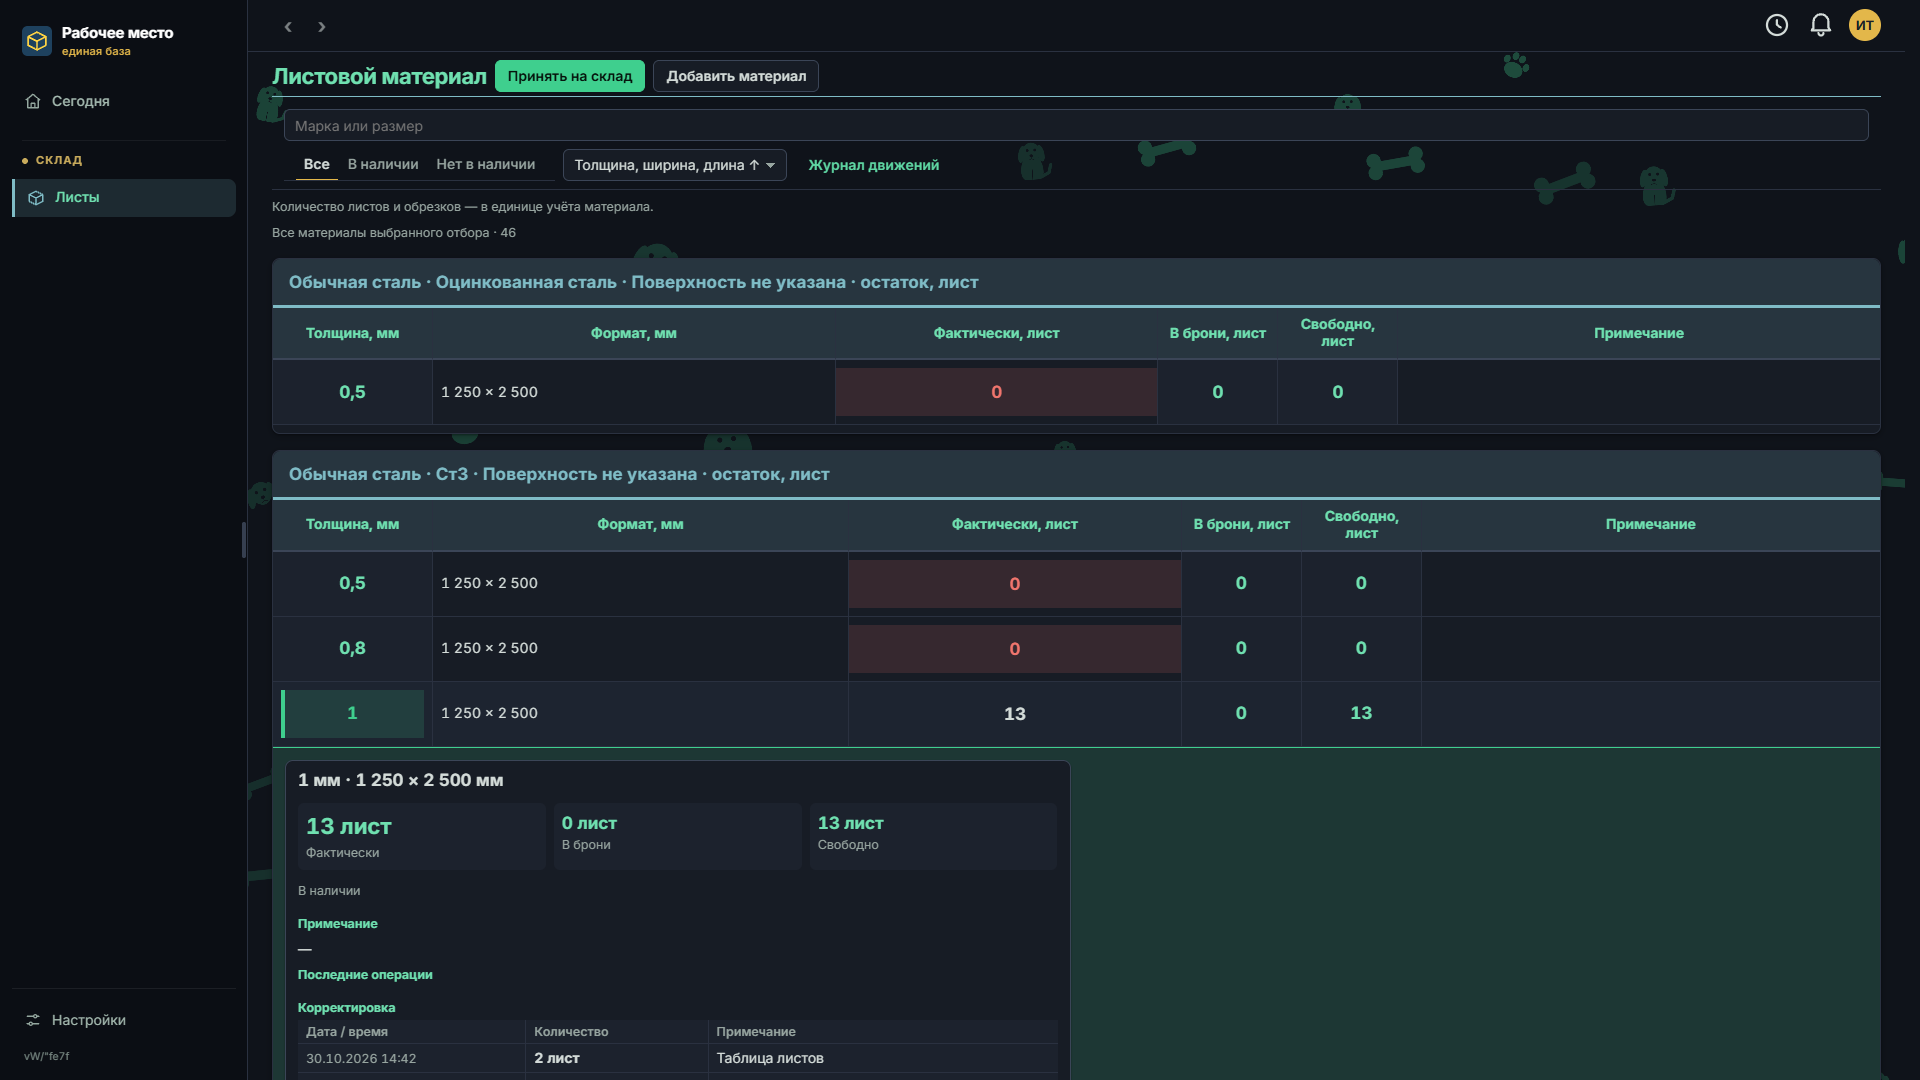 Рабочее место
единая база
Сегодня
СКЛАД
Листы
Настройки
vW/"fe7f
ИТ
Листовой материал
Принять на склад
Добавить материал
Марка или размер
Все
В наличии
Нет в наличии
Толщина, ширина, длина ↑
Журнал движений
Количество листов и обрезков — в единице учёта материала.
Все материалы выбранного отбора · 46
Обычная сталь · Оцинкованная сталь · Поверхность не указана · остаток, лист
Толщина, мм Формат, мм Фактически, лист В брони, лист Свободно, лист Примечание
0,5 1 250 × 2 500 0 0 0
Обычная сталь · Ст3 · Поверхность не указана · остаток, лист
Толщина, мм Формат, мм Фактически, лист В брони, лист Свободно, лист Примечание
0,5 1 250 × 2 500 0 0 0
0,8 1 250 × 2 500 0 0 0
1 1 250 × 2 500 13 0 13
1 мм · 1 250 × 2 500 мм
13 лист
Фактически
0 лист
В брони
13 лист
Свободно
В наличии
Примечание
—
Последние операции
Корректировка
Дата / время Количество Примечание
30.10.2026 14:42 2 лист Таблица листов